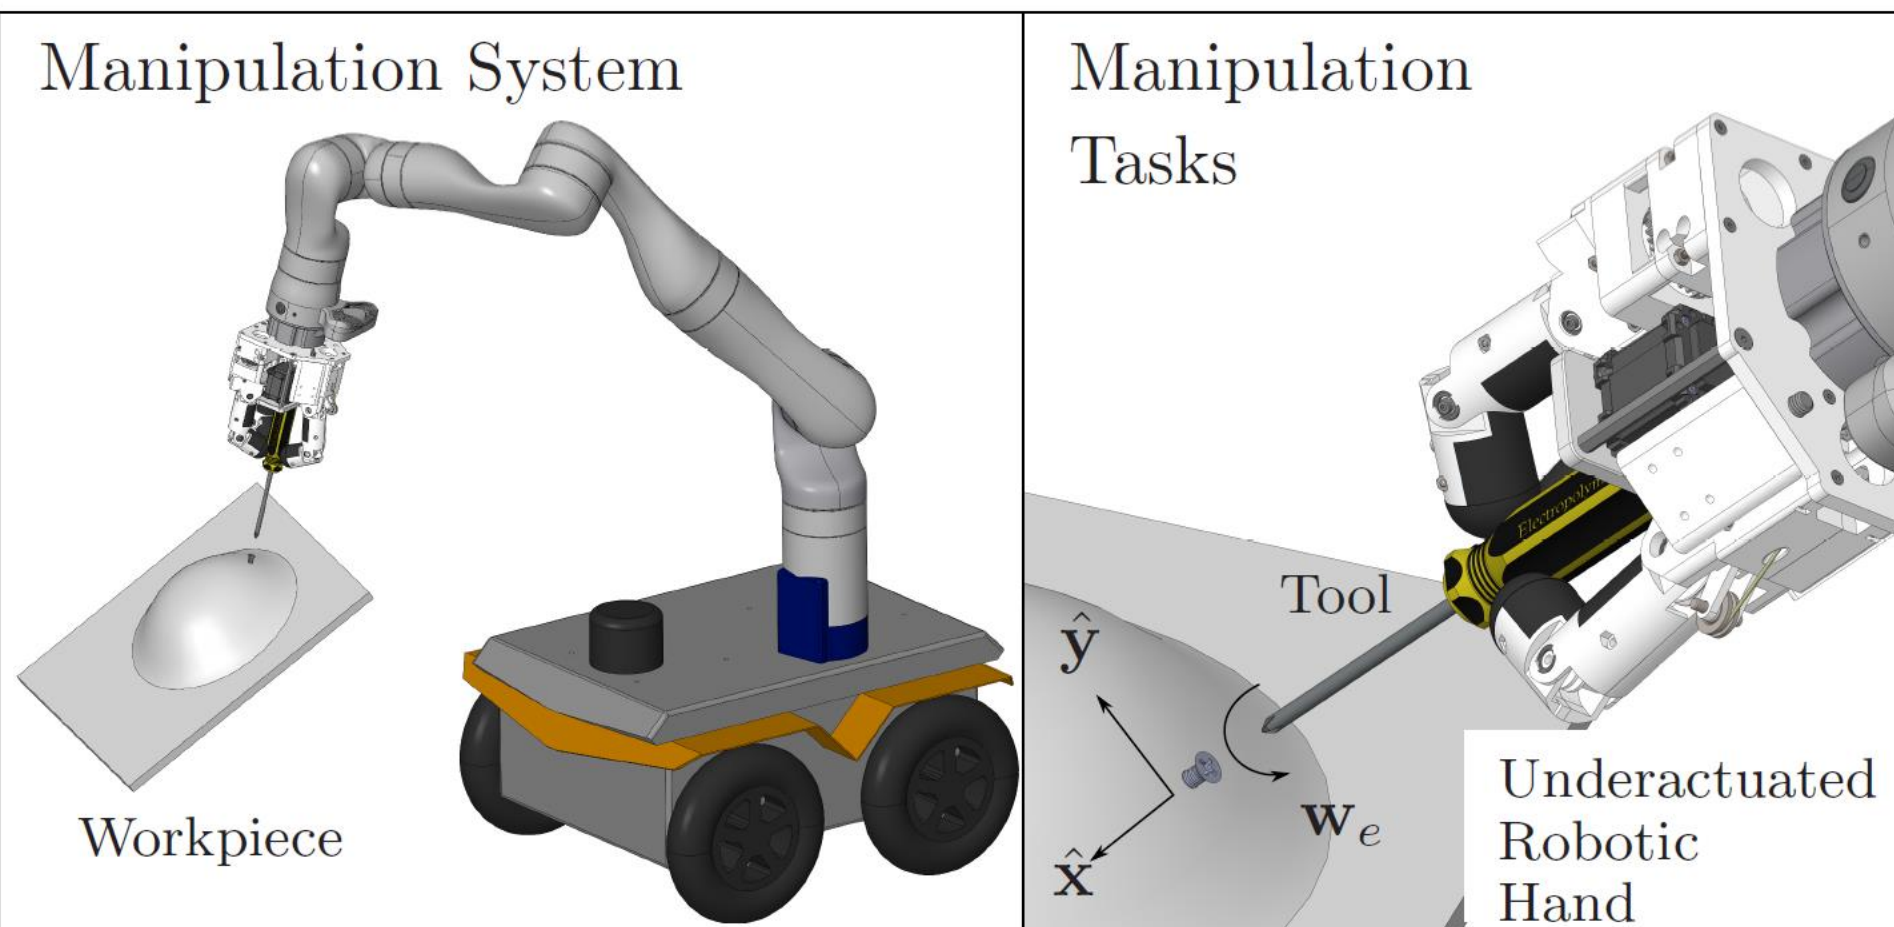 Manipulation System
Workpiece
Manipulation
Tasks
Tool
ŷ
x̂
w_e
Underactuated
Robotic
Hand